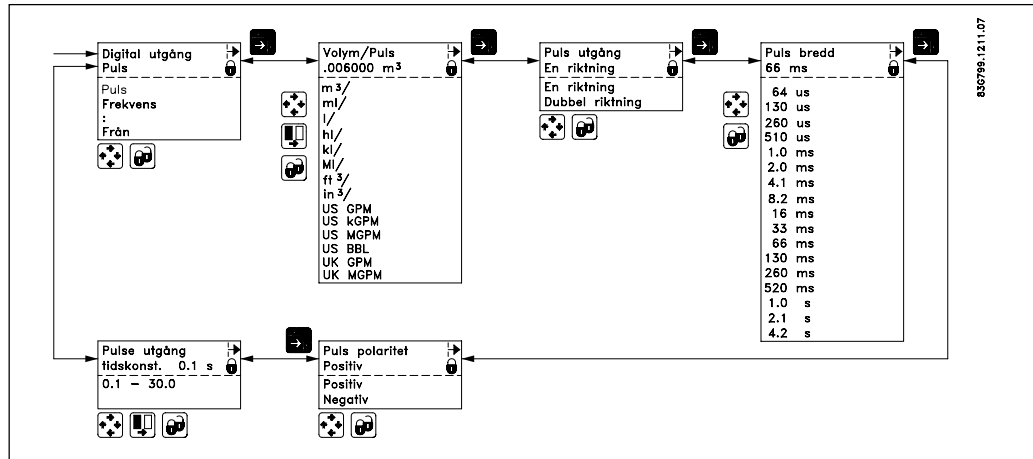 Digital utgång
Puls
Puls
Frekvens
:
Från
Volym/Puls
.006000 m³
m³/
ml/
l/
hl/
kl/
Ml/
ft³/
in³/
US GPM
US kGPM
US MGPM
US BBL
UK GPM
UK MGPM
Puls utgång
En riktning
En riktning
Dubbel riktning
Puls bredd
66 ms
64 us
130 us
260 us
510 us
1.0 ms
2.0 ms
4.1 ms
8.2 ms
16 ms
33 ms
66 ms
130 ms
260 ms
520 ms
1.0 s
2.1 s
4.2 s
83G799.1211.07
Pulse utgång
tidskonst. 0.1 s
0.1 – 30.0
Puls polaritet
Positiv
Positiv
Negativ